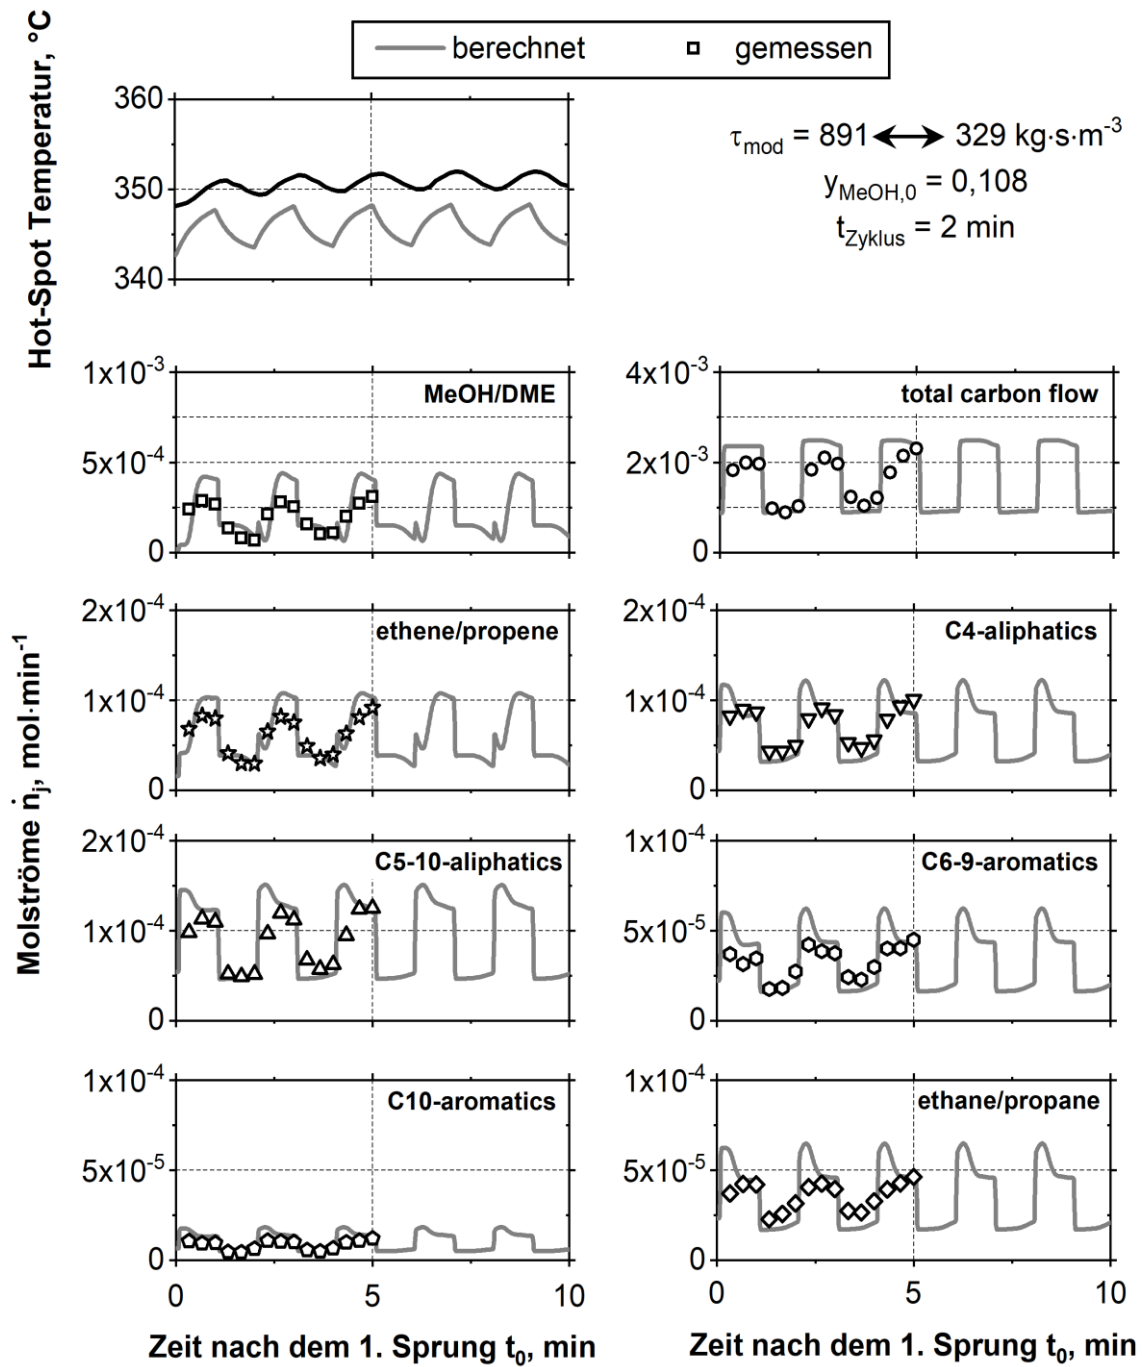 berechnet gemessen
Hot-Spot Temperatur, °C
360
350
340
τmod = 891 ↔ 329 kg·s·m-3
yMeOH,0 = 0,108
tZyklus = 2 min
Molströme ṅj, mol·min-1
1x10-3
5x10-4
0
MeOH/DME
4x10-3
2x10-3
0
total carbon flow
2x10-4
1x10-4
0
ethene/propene
2x10-4
1x10-4
0
C4-aliphatics
2x10-4
1x10-4
0
C5-10-aliphatics
1x10-4
5x10-5
0
C6-9-aromatics
1x10-4
5x10-5
0
C10-aromatics
1x10-4
5x10-5
0
ethane/propane
0 5 10
0 5 10
Zeit nach dem 1. Sprung t0, min
Zeit nach dem 1. Sprung t0, min